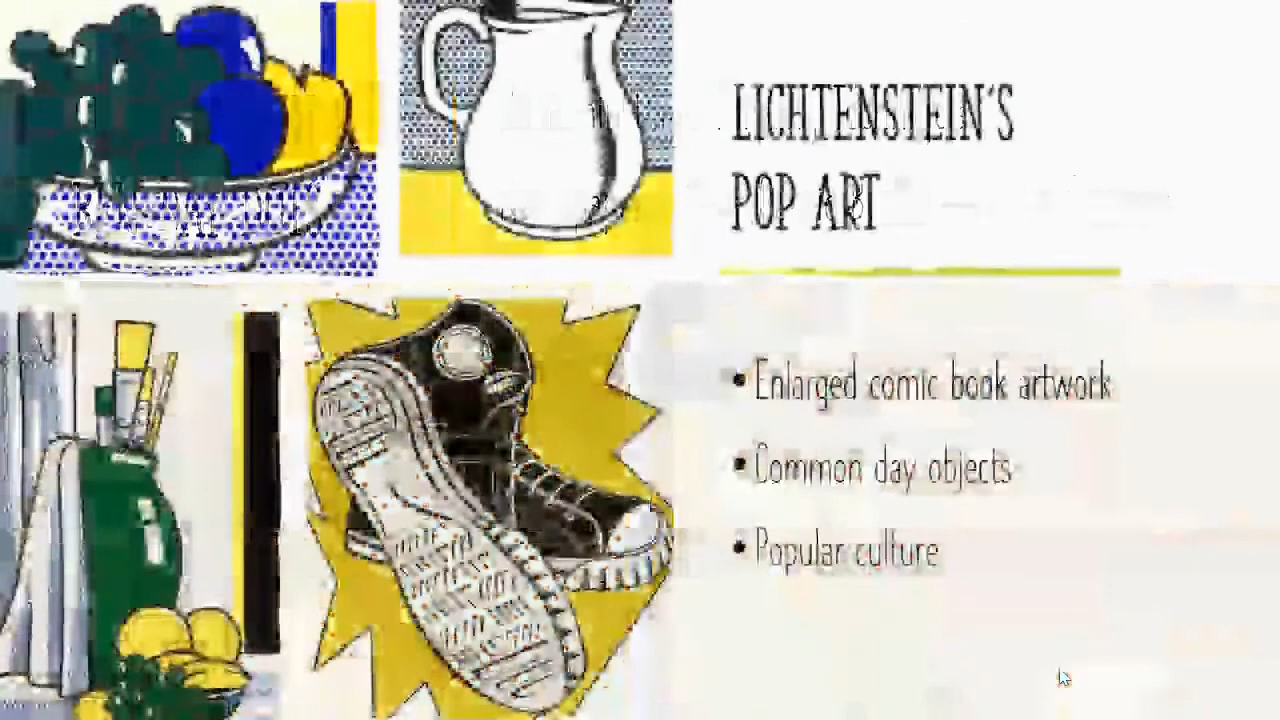 LICHTENSTEIN'S
POP ART
• Enlarged comic book artwork
• Common day objects
• Popular culture